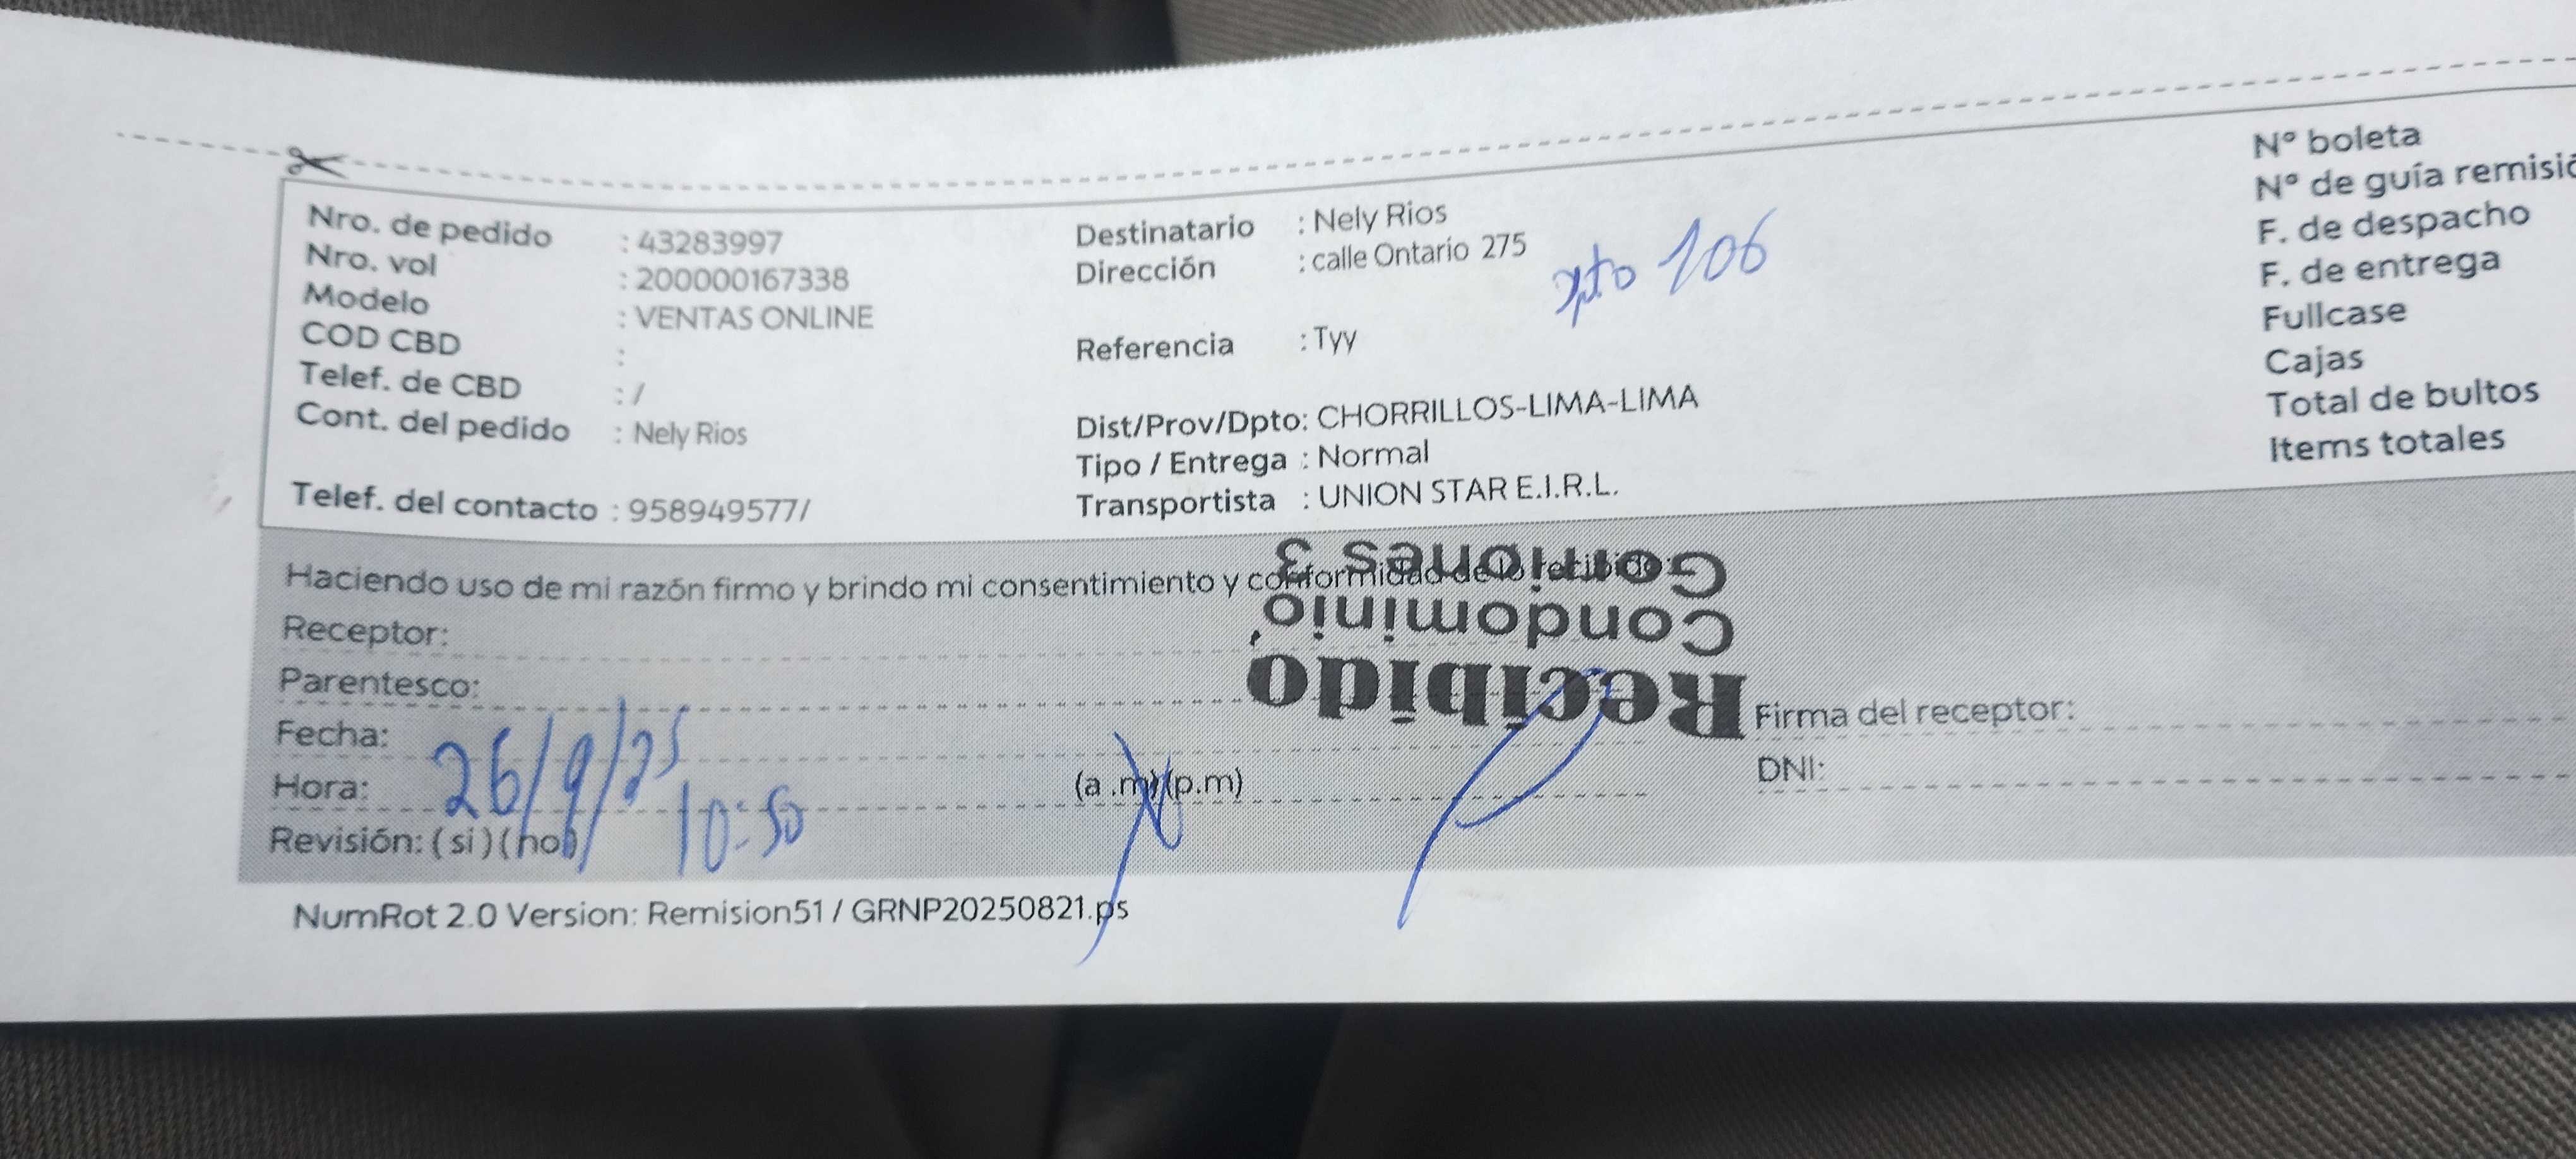 Nro. de pedido : 43283997
Nro. vol : 200000167338
Modelo : VENTAS ONLINE
COD CBD :
Telef. de CBD : /
Cont. del pedido : Nely Rios
Telef. del contacto : 958949577/
Destinatario : Nely Rios
Dirección : calle Ontario 275
dpto 106
Referencia : Tyy
Dist/Prov/Dpto: CHORRILLOS-LIMA-LIMA
Tipo / Entrega : Normal
Transportista : UNION STAR E.I.R.L.
N° boleta
N° de guía remisió
F. de despacho
F. de entrega
Fullcase
Cajas
Total de bultos
Items totales
Haciendo uso de mi razón firmo y brindo mi consentimiento y conformidad de lo recibido
Receptor:
Parentesco:
Fecha: 26/9/25
Hora: 10:50 (a .m)(p.m)
Revisión: ( si ) ( no )
Recibido
Condominio
Gorriones 3
Firma del receptor:
DNI:
NumRot 2.0 Version: Remision51 / GRNP20250821.ps